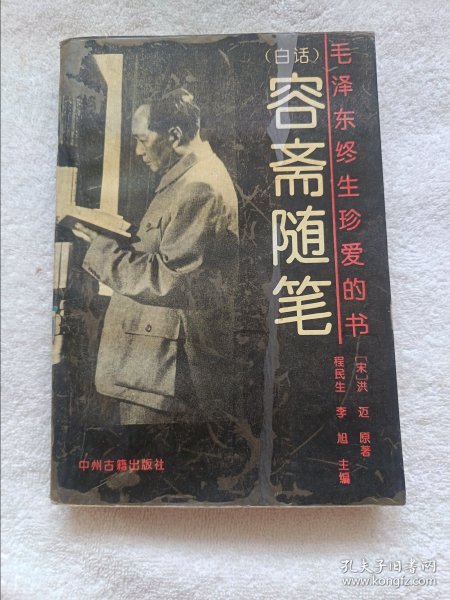 毛泽东终生珍爱的书
（白话）
容斋随笔
［宋］洪迈 原著
程民生 李旭 主编
中州古籍出版社
孔夫子旧书网
www.kongfz.com